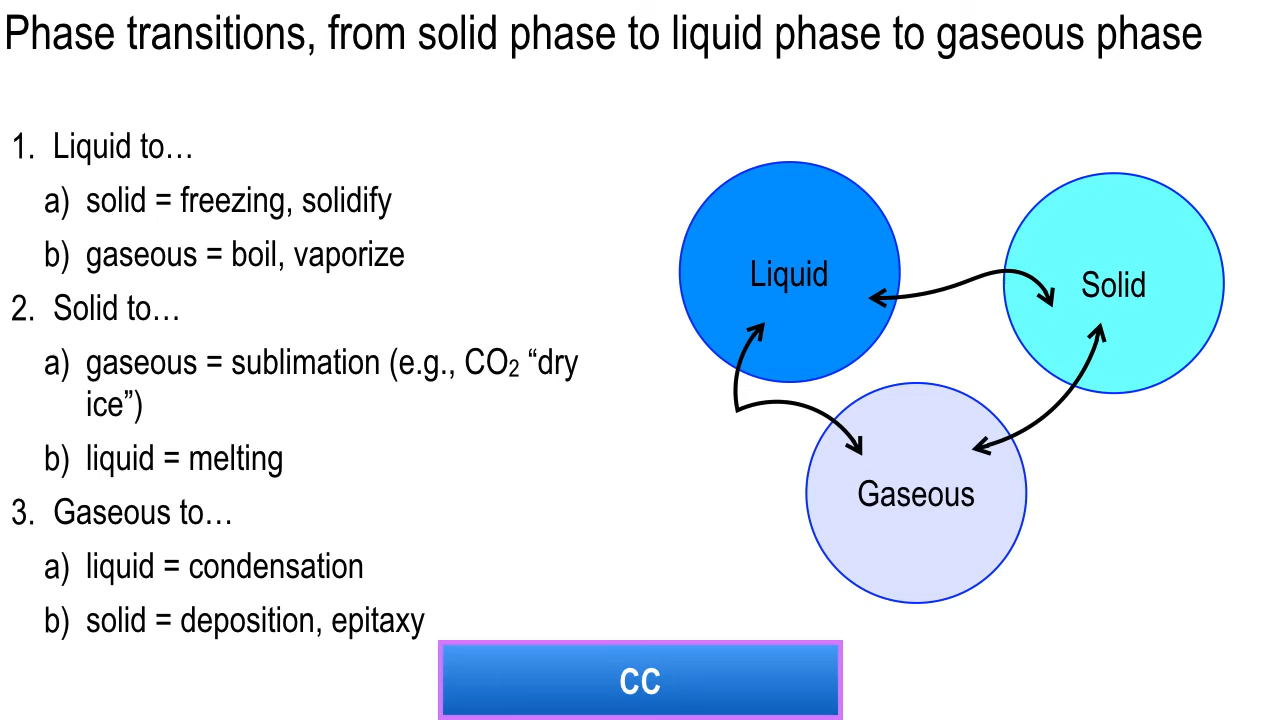 Phase transitions, from solid phase to liquid phase to gaseous phase
1. Liquid to…
a) solid = freezing, solidify
b) gaseous = boil, vaporize
2. Solid to…
a) gaseous = sublimation (e.g., CO₂ “dry
ice”)
b) liquid = melting
3. Gaseous to…
a) liquid = condensation
b) solid = deposition, epitaxy
Liquid
Solid
Gaseous
CC